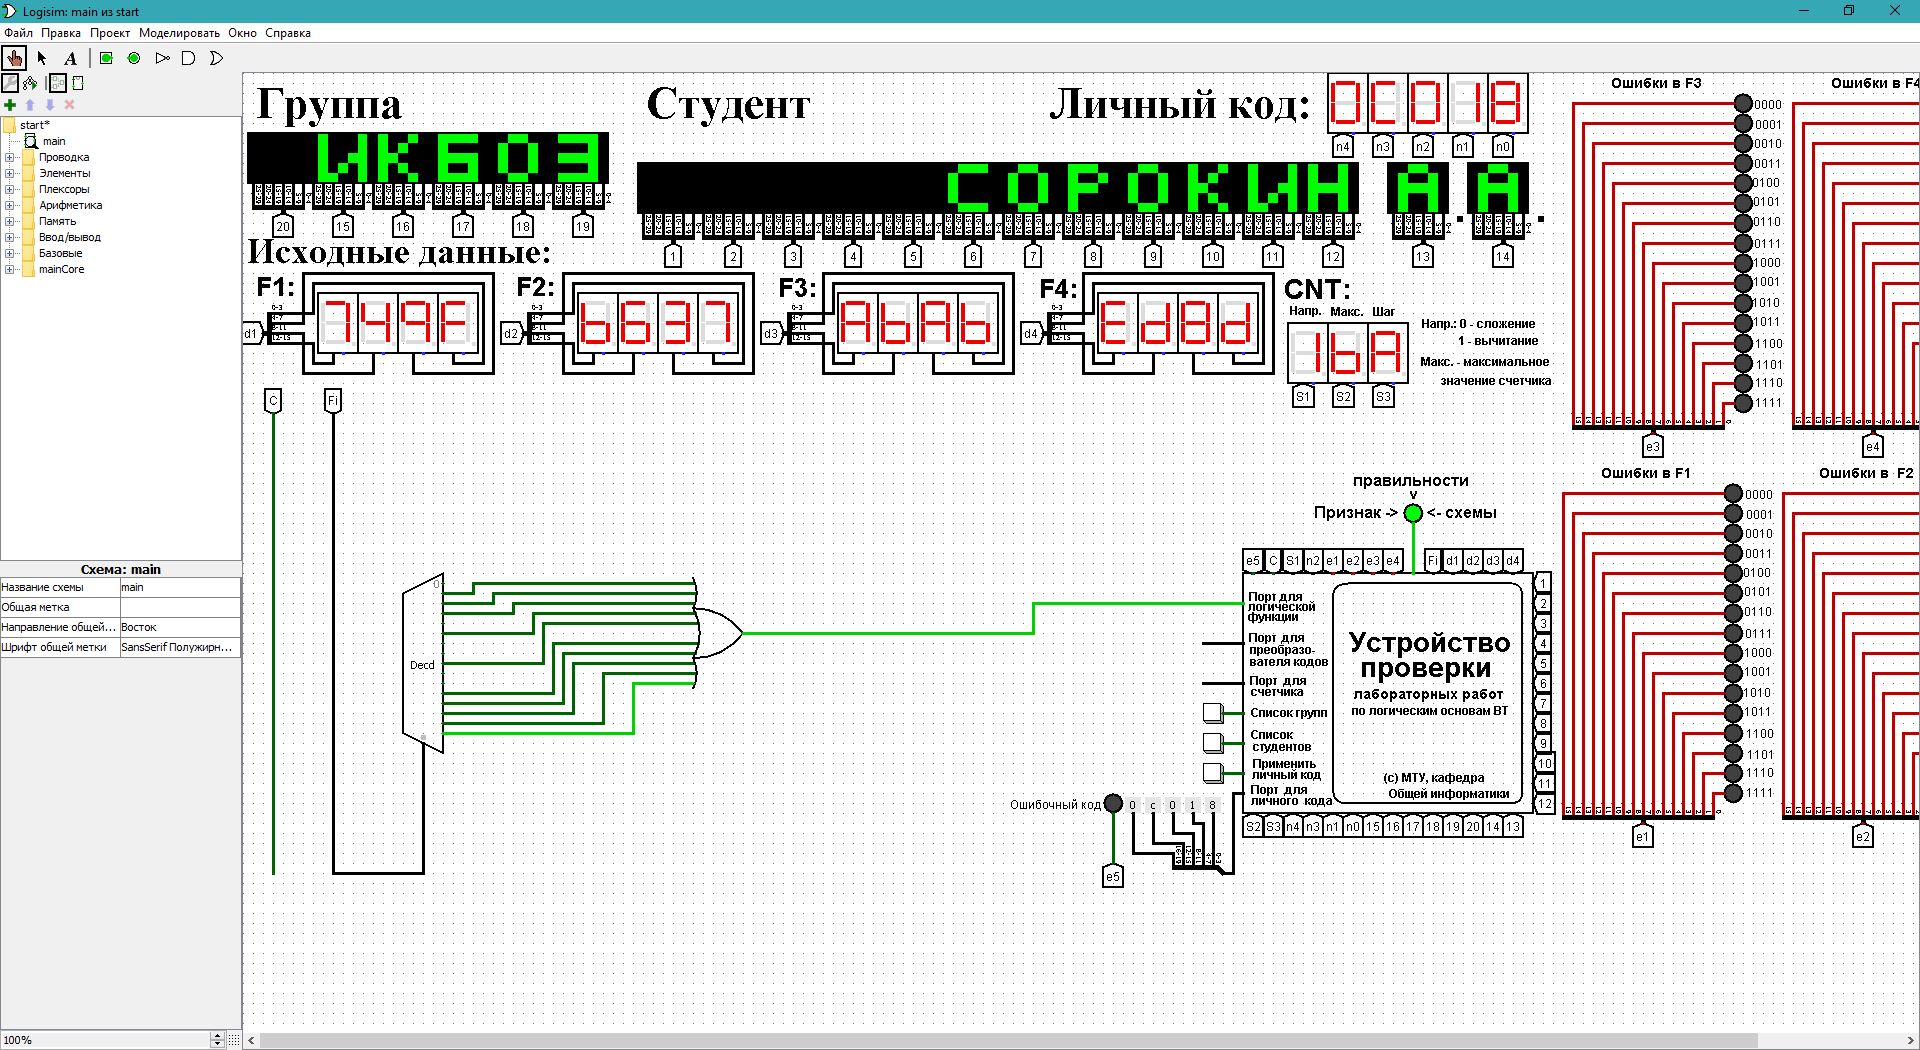 Logisim: main из start
Файл Правка Проект Моделировать Окно Справка
start*
main
Проводка
Элементы
Плексоры
Арифметика
Память
Ввод/вывод
Базовые
mainCore
Схема: main
Название схемы main
Общая метка
Направление общей... Восток
Шрифт общей метки SansSerif Полужирн...
100%
Группа
ИКБОЗ
20 15 16 17 18 19
Студент
СОРОКИН А. А.
1 2 3 4 5 6 7 8 9 10 11 12 13 14
Личный код:
0C018
n4 n3 n2 n1 n0
Исходные данные:
F1: 749F
d1
F2: b637
d2
F3: AbAb
d3
F4: Ed8d
d4
CNT:
Напр. Макс. Шаг
1bA
S1 S2 S3
Напр.: 0 - сложение
1 - вычитание
Макс. - максимальное
значение счетчика
C Fi
Decd
0
правильности
v
Признак -> <- схемы
e5 C S1 n2 e1 e2 e3 e4 Fi d1 d2 d3 d4
Порт для
логической
функции
Порт для
преобразо-
вателя кодов
Порт для
счетчика
Список групп
Список
студентов
Применить
личный код
Порт для
личного кода
Устройство
проверки
лабораторных работ
по логическим основам ВТ
(c) МТУ, кафедра
Общей информатики
1
2
3
4
5
6
7
8
9
10
11
12
S2 S3 n4 n3 n1 n0 15 16 17 18 19 20 14 13
Ошибочный код 0 c 0 1 8
e5
Ошибки в F3
0000
0001
0010
0011
0100
0101
0110
0111
1000
1001
1010
1011
1100
1101
1110
1111
e3
Ошибки в F4
e4
Ошибки в F1
0000
0001
0010
0011
0100
0101
0110
0111
1000
1001
1010
1011
1100
1101
1110
1111
e1
Ошибки в F2
e2